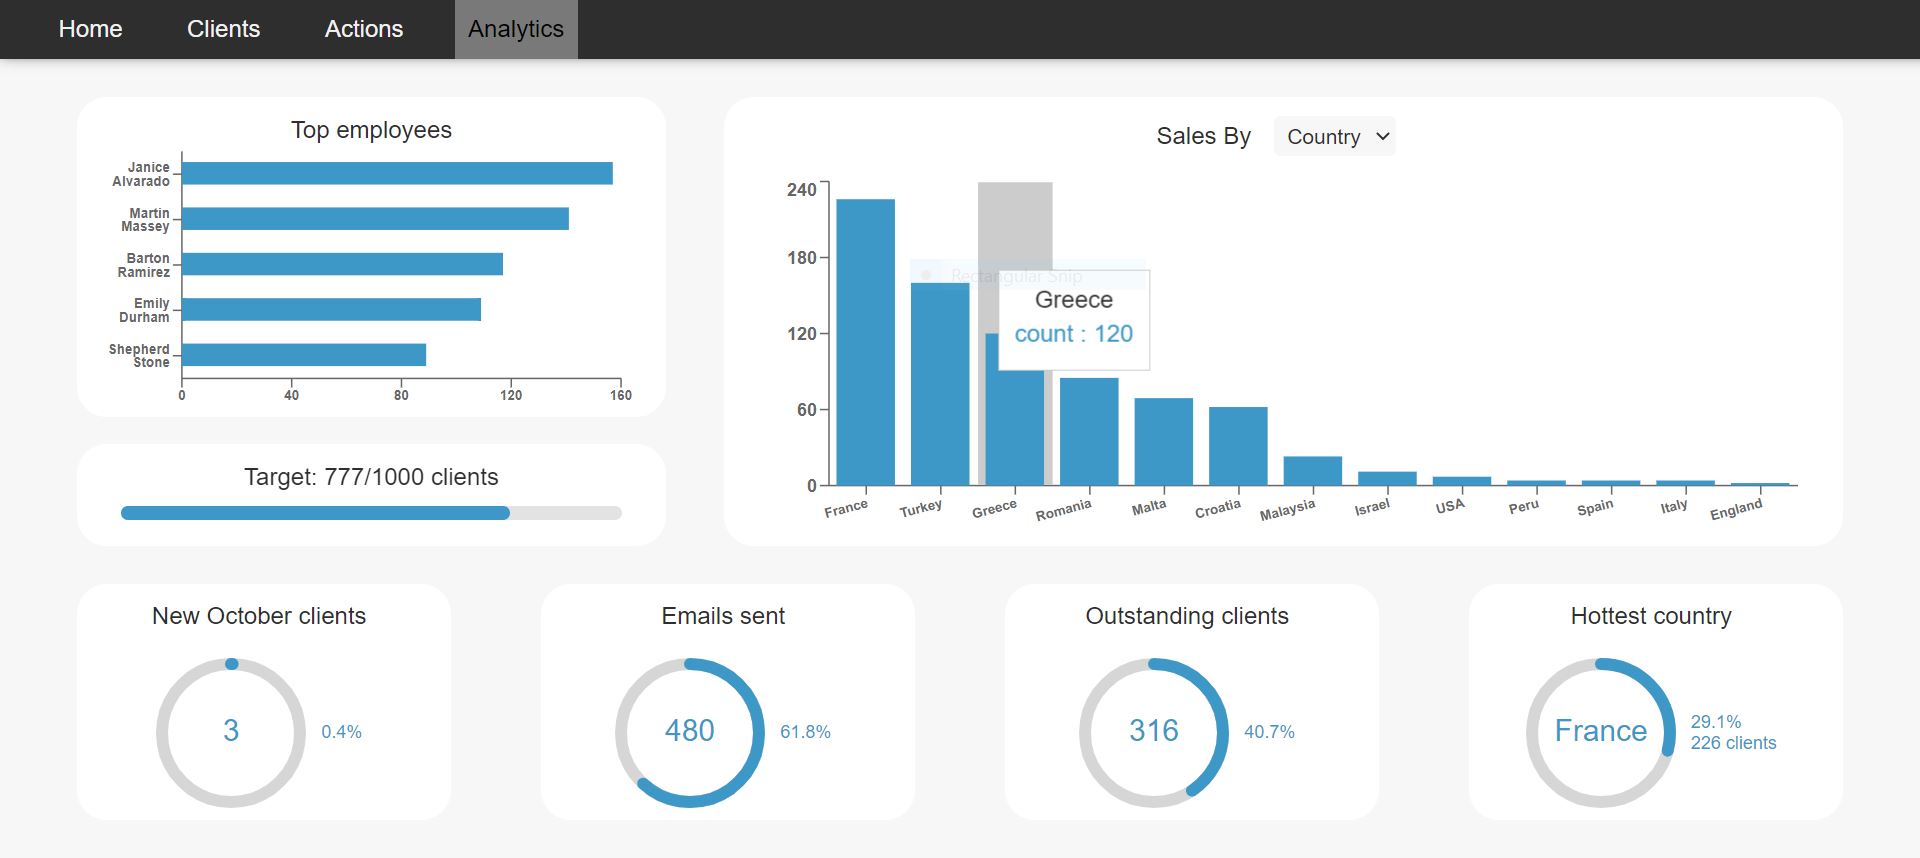 Home Clients Actions Analytics
Top employees
Janice
Alvarado
Martin
Massey
Barton
Ramirez
Emily
Durham
Shepherd
Stone
0 40 80 120 160
Target: 777/1000 clients
Sales By Country
240
180
120
60
0
Rectangular Snip
Greece
count : 120
France Turkey Greece Romania Malta Croatia Malaysia Israel USA Peru Spain Italy England
New October clients
3
0.4%
Emails sent
480
61.8%
Outstanding clients
316
40.7%
Hottest country
France
29.1%
226 clients